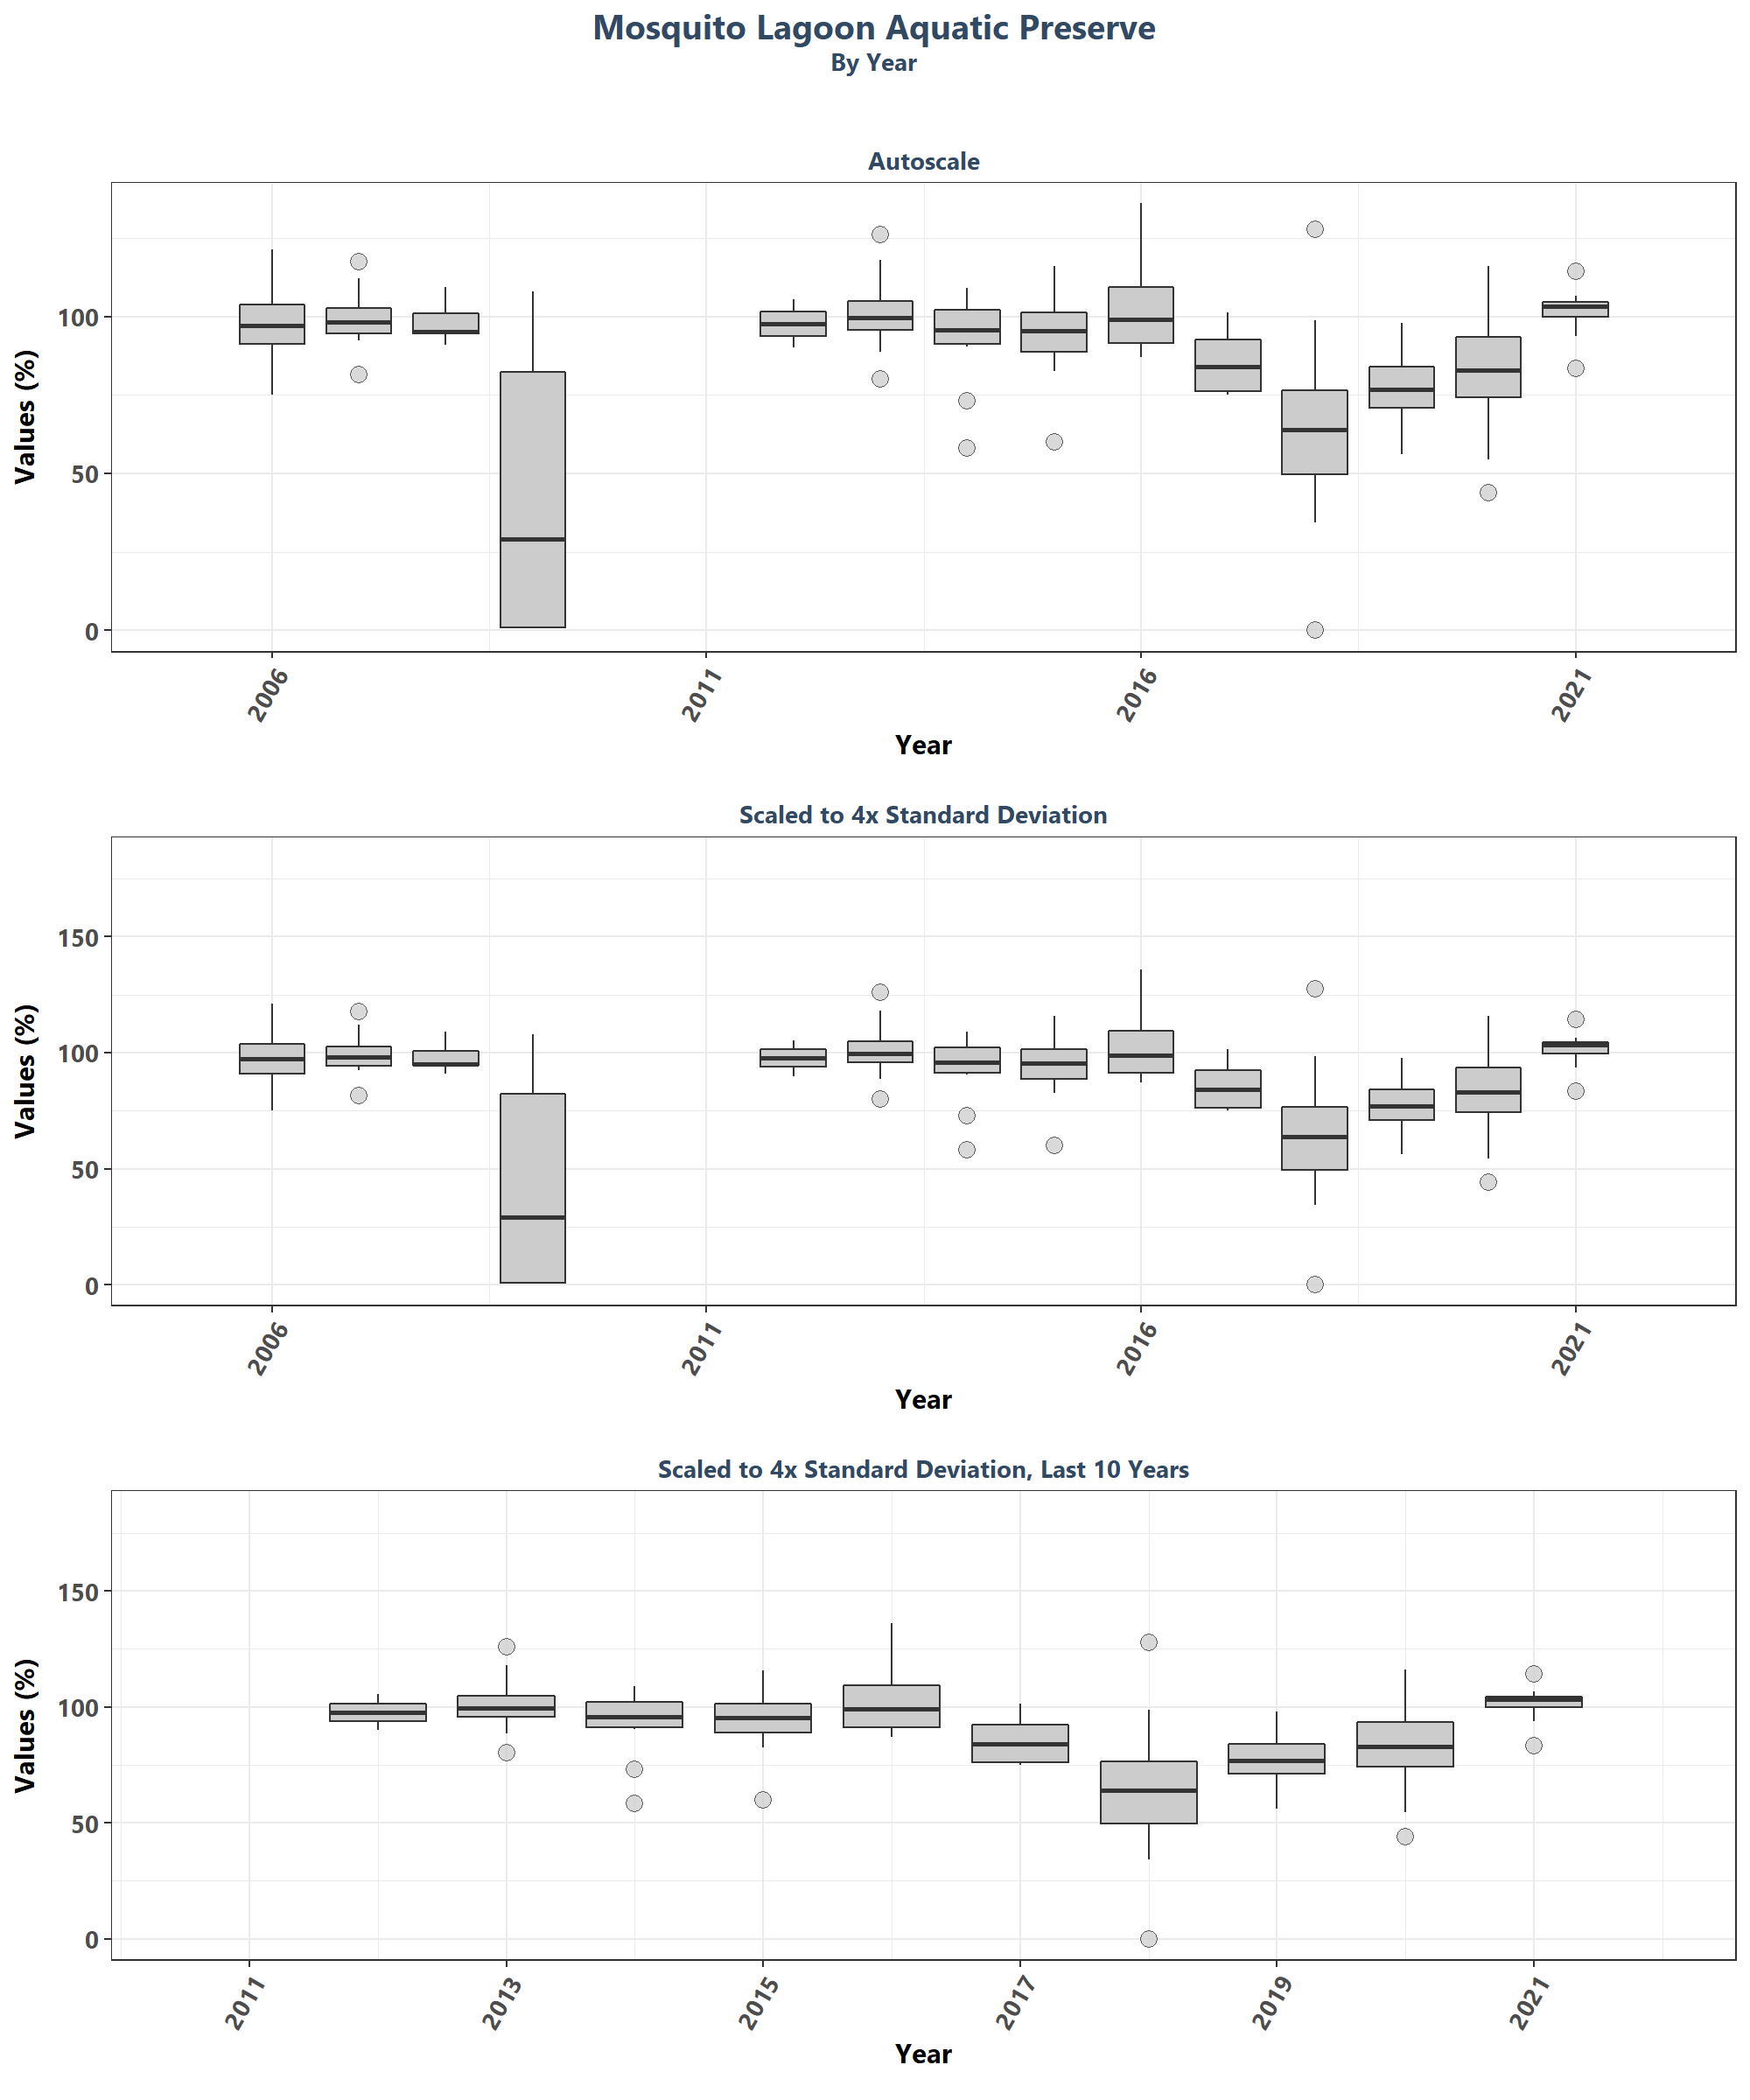 Mosquito Lagoon Aquatic Preserve
By Year
Autoscale
Values (%)
100
50
0
2006
2011
2016
2021
Year
Scaled to 4x Standard Deviation
Values (%)
150
100
50
0
2006
2011
2016
2021
Year
Scaled to 4x Standard Deviation, Last 10 Years
Values (%)
150
100
50
0
2011
2013
2015
2017
2019
2021
Year